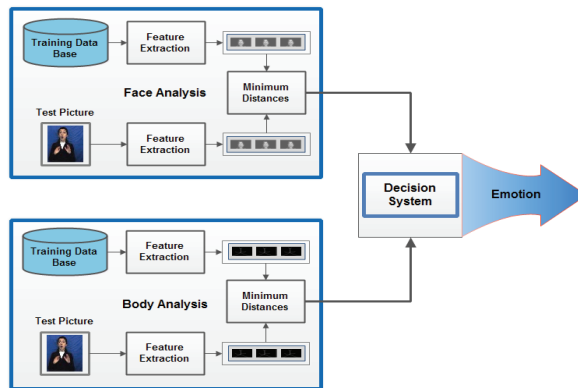 Training Data
Base
Feature
Extraction
Face Analysis
Minimum
Distances
Test Picture
Feature
Extraction
Decision
System
Emotion
Training Data
Base
Feature
Extraction
Body Analysis
Minimum
Distances
Test Picture
Feature
Extraction